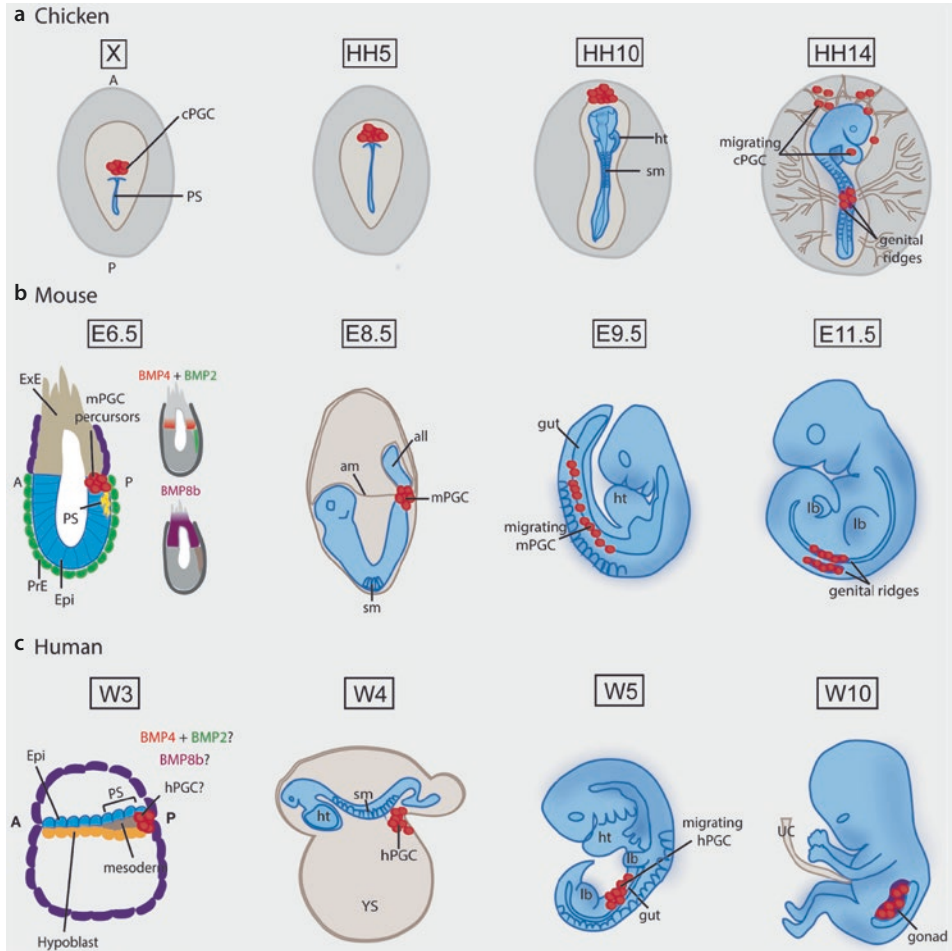 a Chicken
X
HH5
HH10
HH14
A
cPGC
PS
P
ht
sm
migrating
cPGC
genital
ridges
b Mouse
E6.5
E8.5
E9.5
E11.5
ExE
mPGC
percursors
BMP4 + BMP2
A
P
PS
BMP8b
PrE
Epi
all
am
mPGC
sm
gut
ht
migrating
mPGC
lb
lb
genital ridges
c Human
W3
W4
W5
W10
BMP4 + BMP2?
BMP8b?
Epi
PS
hPGC?
A
P
mesoderm
Hypoblast
sm
ht
hPGC
YS
migrating
hPGC
ht
lb
lb
gut
UC
gonad